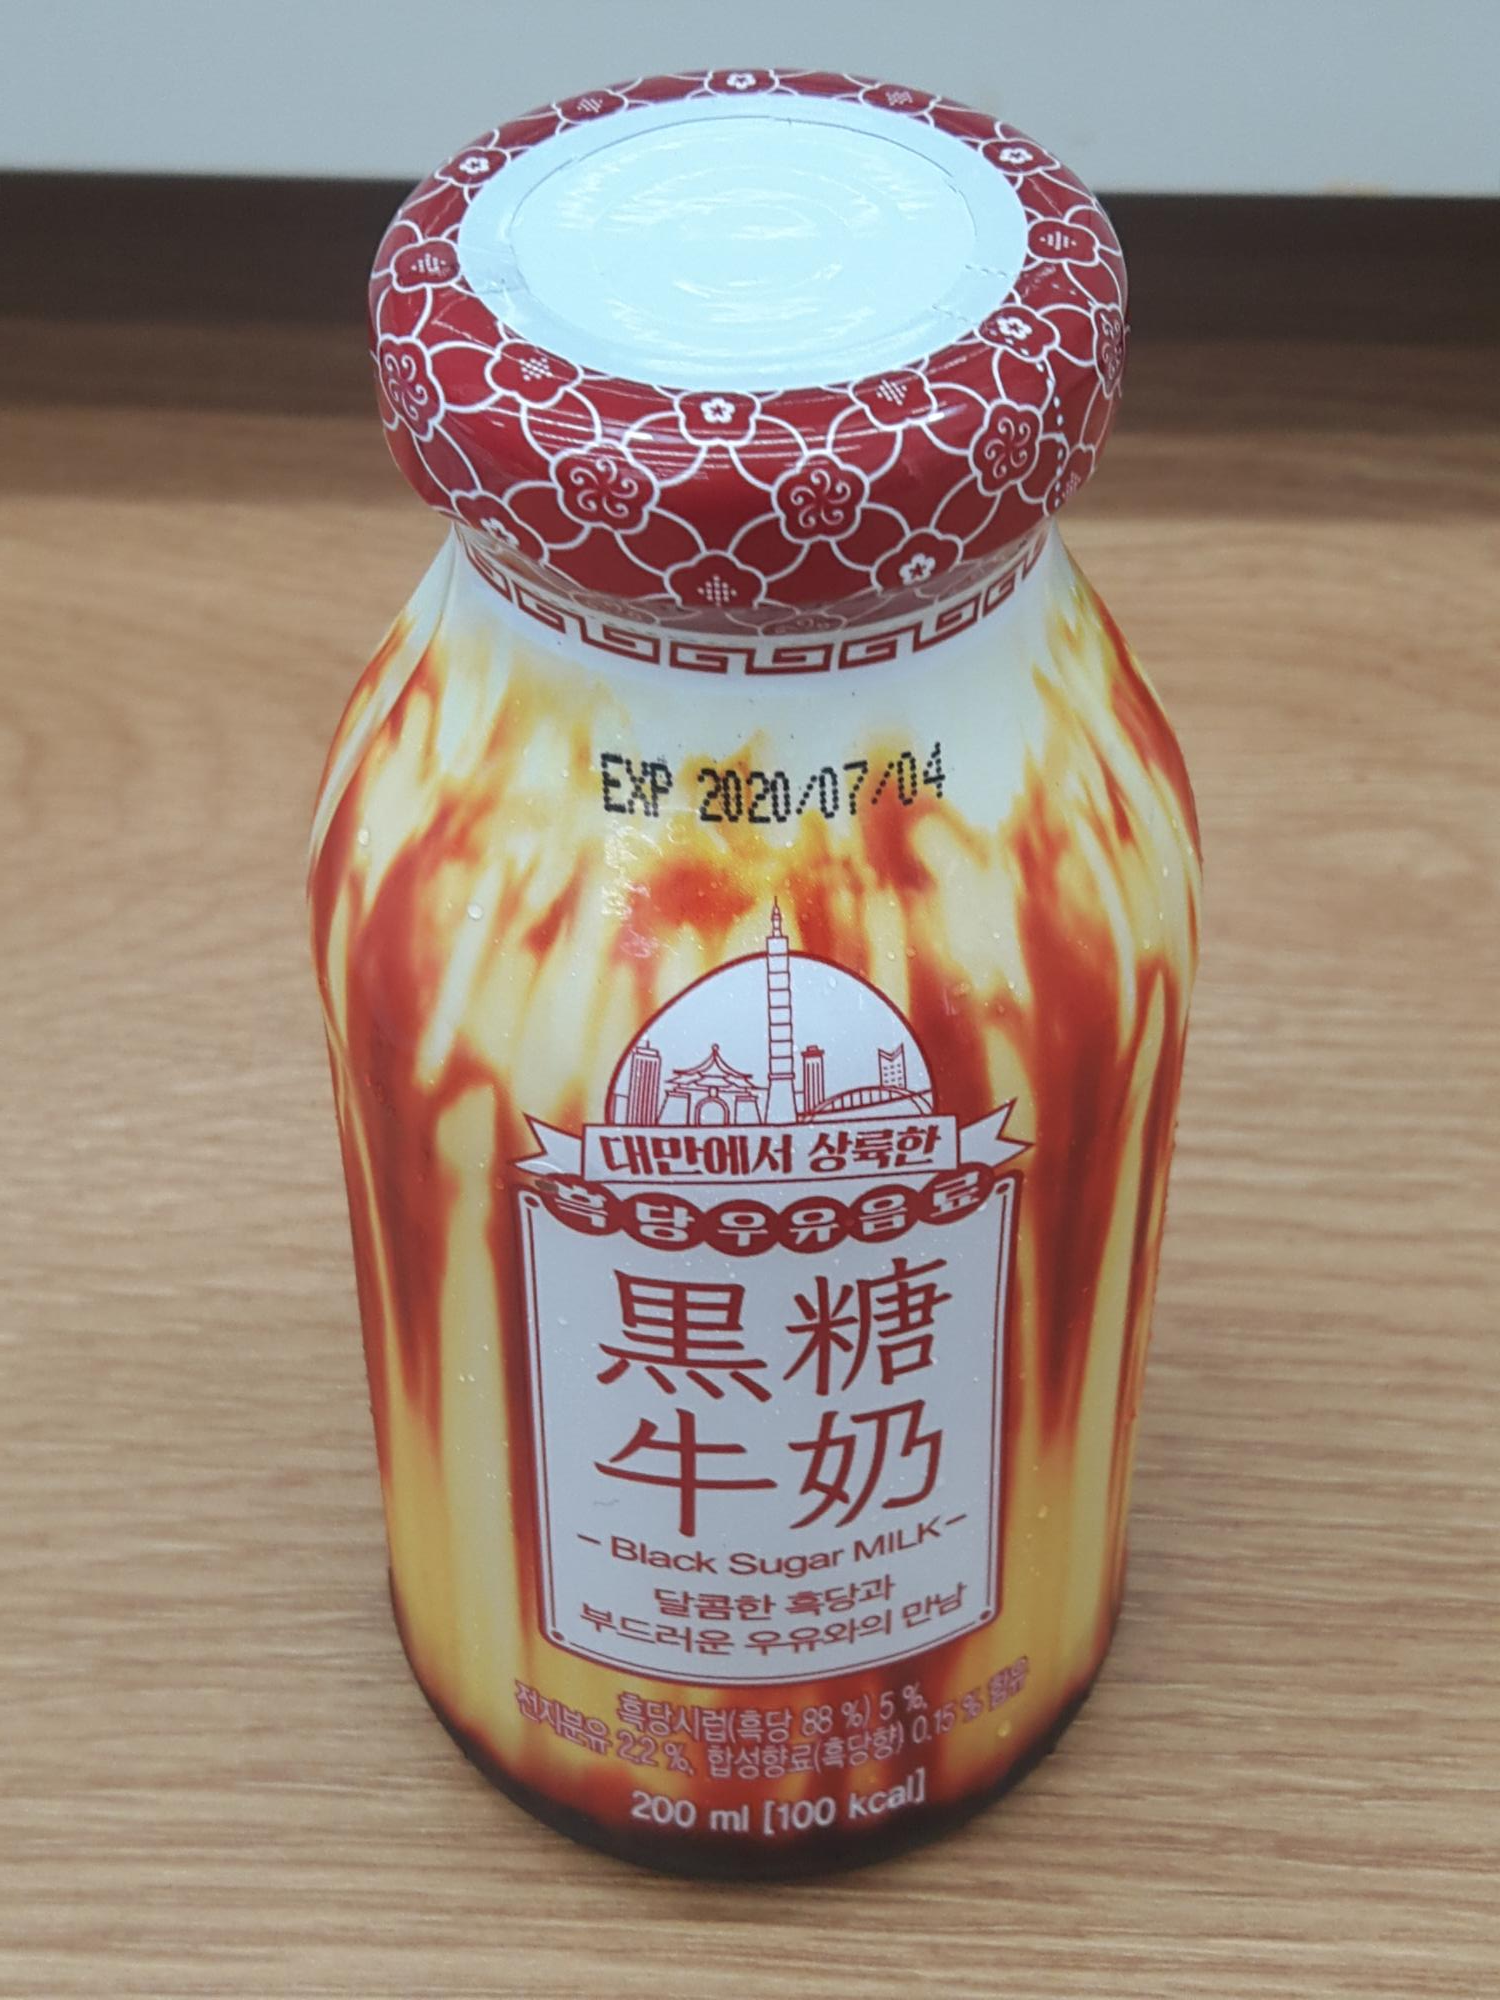 EXP 2020/07/04
대만에서 상륙한
흑당우유음료
黑糖
牛奶
- Black Sugar MILK -
달콤한 흑당과
부드러운 우유와의 만남
흑당시럽(흑당 88 %) 5 %,
전지분유 2.2 %, 합성향료(흑당향) 0.15 % 함유
200 ml [100 kcal]